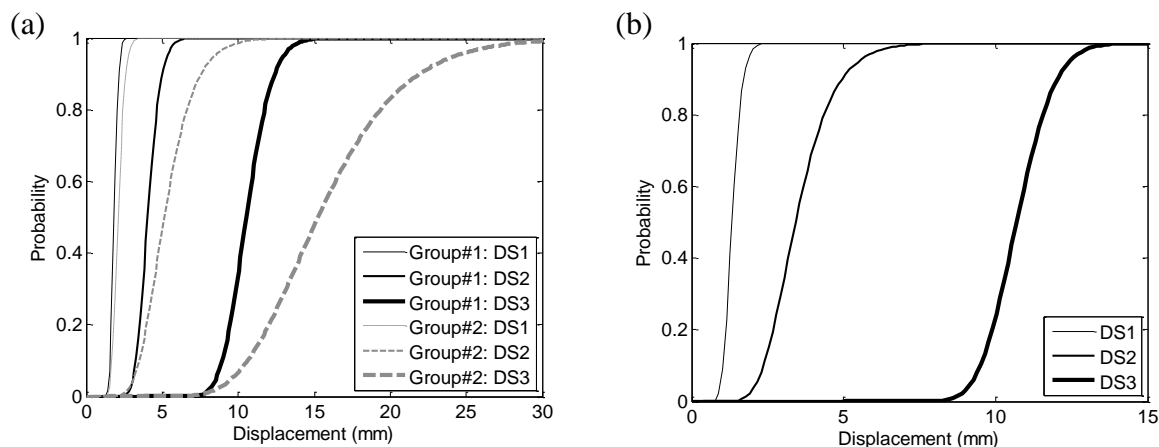 (a)
1
0.8
0.6
0.4
0.2
0
Probability
Group#1: DS1
Group#1: DS2
Group#1: DS3
Group#2: DS1
Group#2: DS2
Group#2: DS3
0 5 10 15 20 25 30
Displacement (mm)
(b)
1
0.8
0.6
0.4
0.2
0
Probability
DS1
DS2
DS3
0 5 10 15
Displacement (mm)